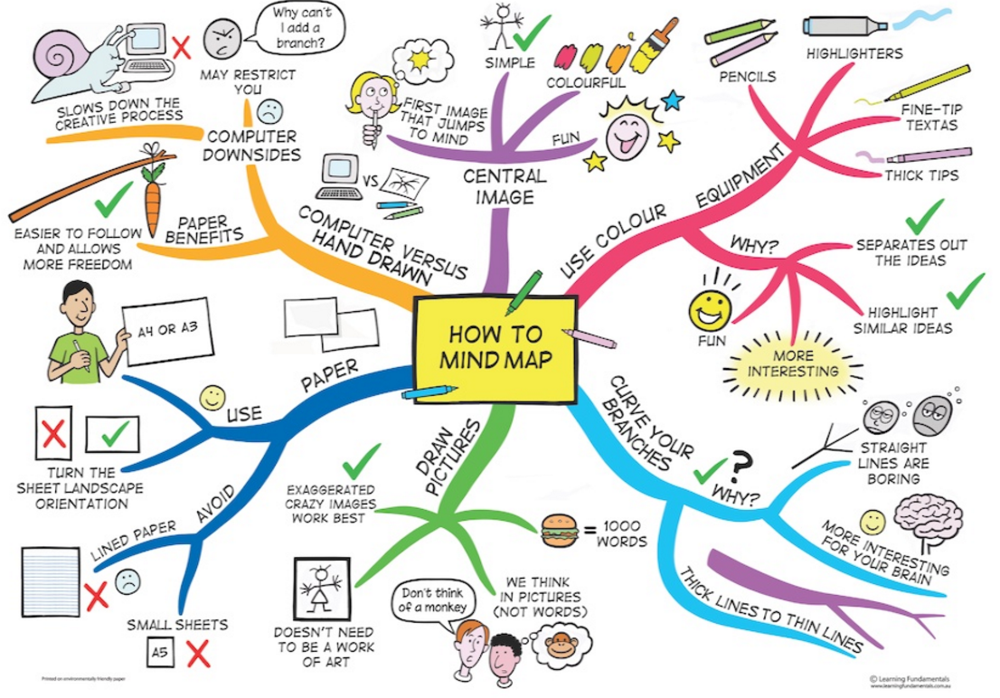 HOW TO
MIND MAP
CENTRAL
IMAGE
FIRST IMAGE
THAT JUMPS
TO MIND
SIMPLE
COLOURFUL
FUN
USE COLOUR
EQUIPMENT
PENCILS
HIGHLIGHTERS
FINE-TIP
TEXTAS
THICK TIPS
WHY?
SEPARATES OUT
THE IDEAS
HIGHLIGHT
SIMILAR IDEAS
MORE
INTERESTING
FUN
CURVE YOUR
BRANCHES
?
WHY?
STRAIGHT
LINES ARE
BORING
MORE INTERESTING
FOR YOUR BRAIN
THICK LINES TO THIN LINES
DRAW
PICTURES
= 1000
WORDS
WE THINK
IN PICTURES
(NOT WORDS)
Don't think
of a monkey
DOESN'T NEED
TO BE A WORK
OF ART
EXAGGERATED
CRAZY IMAGES
WORK BEST
PAPER
USE
A4 OR A3
TURN THE
SHEET LANDSCAPE
ORIENTATION
AVOID
LINED PAPER
SMALL SHEETS
A5
COMPUTER VERSUS
HAND DRAWN
VS
PAPER
BENEFITS
EASIER TO FOLLOW
AND ALLOWS
MORE FREEDOM
COMPUTER
DOWNSIDES
SLOWS DOWN THE
CREATIVE PROCESS
MAY RESTRICT
YOU
Why can't
I add a
branch?
Printed on environmentally friendly paper
© Learning Fundamentals
www.learningfundamentals.com.au